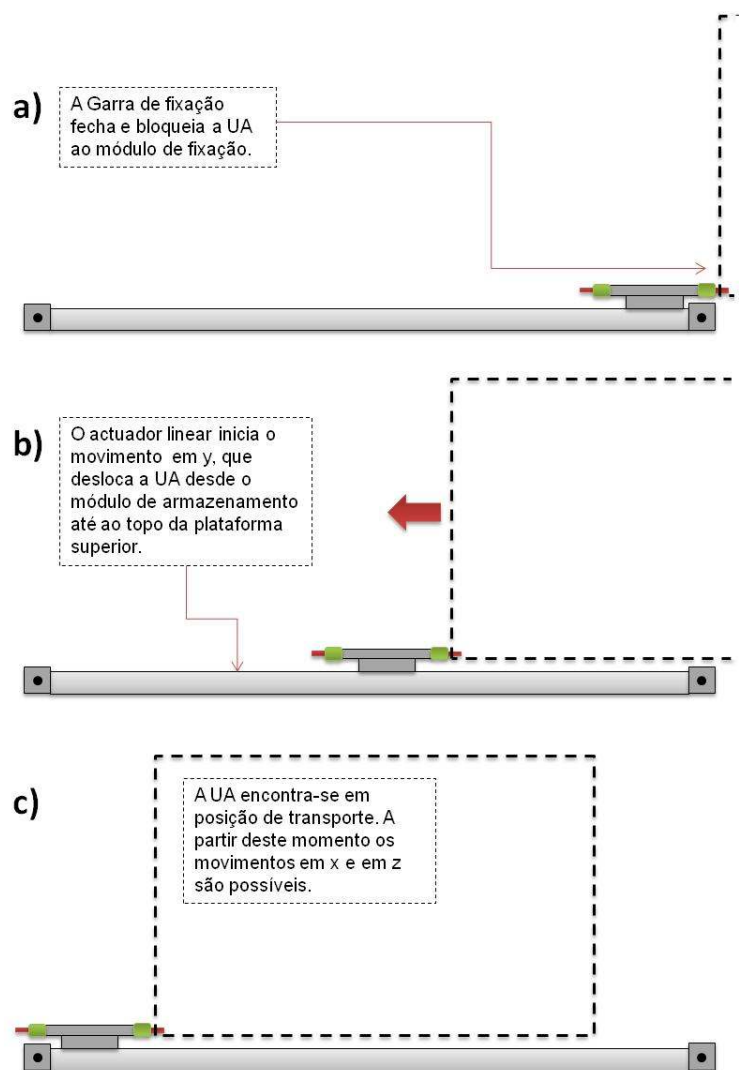 a)
A Garra de fixação
fecha e bloqueia a UA
ao módulo de fixação.
b)
O actuador linear inicia o
movimento em y, que
desloca a UA desde o
módulo de armazenamento
até ao topo da plataforma
superior.
c)
A UA encontra-se em
posição de transporte. A
partir deste momento os
movimentos em x e em z
são possíveis.